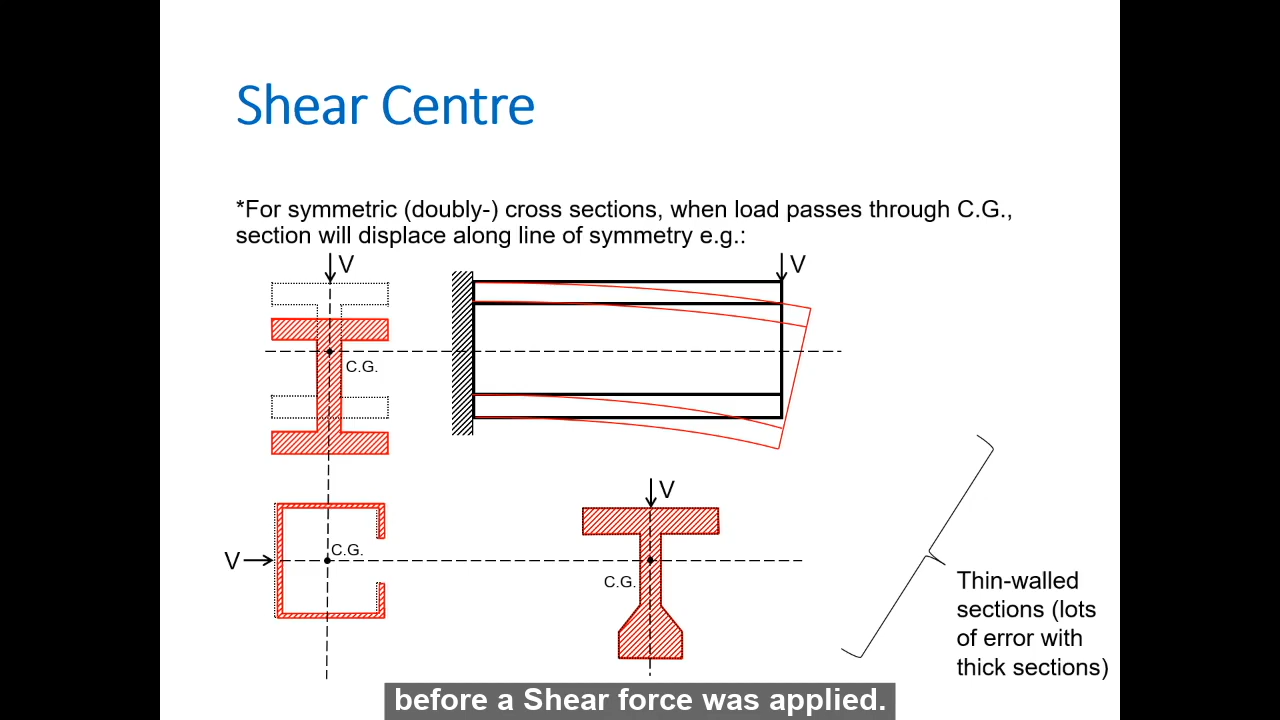 Shear Centre
*For symmetric (doubly-) cross sections, when load passes through C.G.,
section will displace along line of symmetry e.g.:
V
V
C.G.
V
V
C.G.
C.G.
Thin-walled
sections (lots
of error with
thick sections)
before a Shear force was applied.